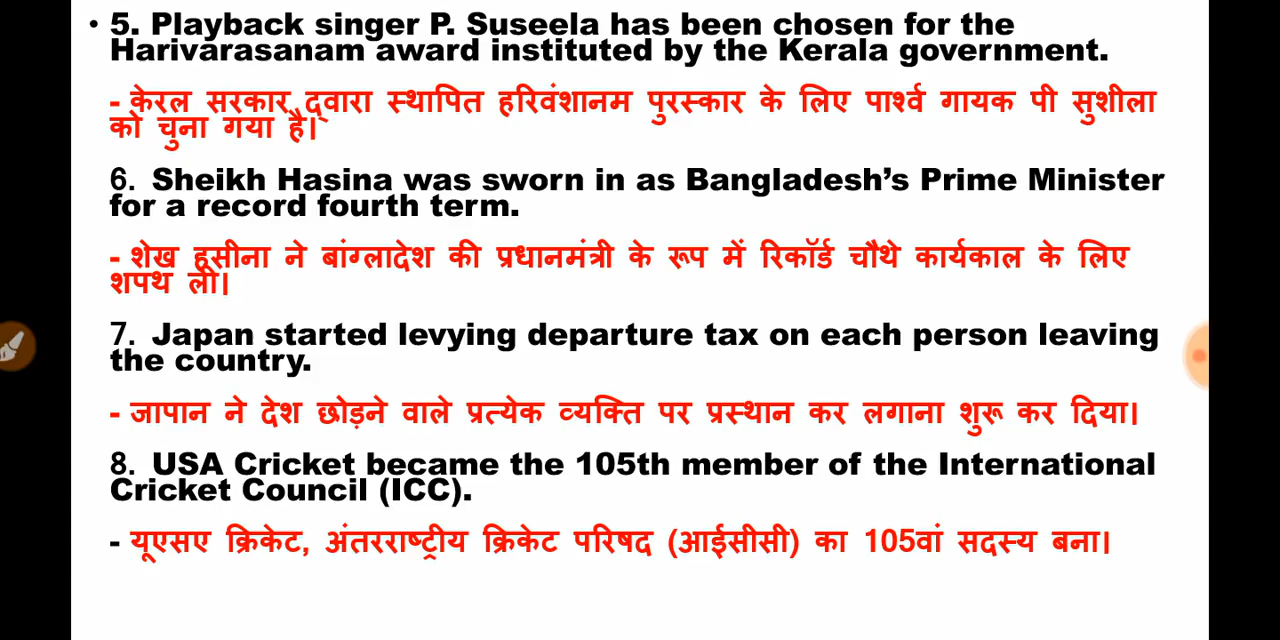 • 5. Playback singer P. Suseela has been chosen for the
Harivarasanam award instituted by the Kerala government.
- केरल सरकार द्वारा स्थापित हरिवंशानम पुरस्कार के लिए पार्श्व गायक पी सुशीला
को चुना गया है।
6. Sheikh Hasina was sworn in as Bangladesh’s Prime Minister
for a record fourth term.
- शेख हसीना ने बांग्लादेश की प्रधानमंत्री के रूप में रिकॉर्ड चौथे कार्यकाल के लिए
शपथ ली।
7. Japan started levying departure tax on each person leaving
the country.
- जापान ने देश छोड़ने वाले प्रत्येक व्यक्ति पर प्रस्थान कर लगाना शुरू कर दिया।
8. USA Cricket became the 105th member of the International
Cricket Council (ICC).
- यूएसए क्रिकेट, अंतरराष्ट्रीय क्रिकेट परिषद (आईसीसी) का 105वां सदस्य बना।